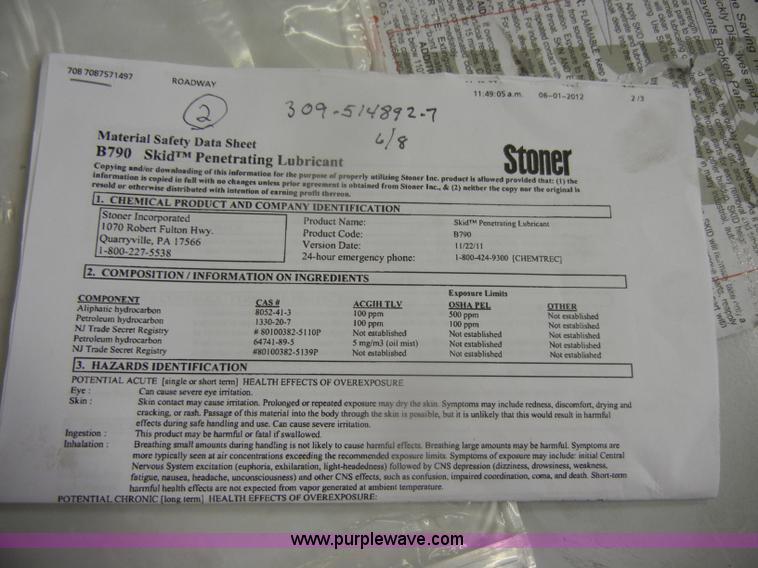 708 7087571497
ROADWAY
11:49:05 a.m. 06-01-2012 2/3
2
309-514892-7
6/8
Material Safety Data Sheet
B790 Skid™ Penetrating Lubricant
Stoner
Copying and/or downloading of this information for the purpose of properly utilizing Stoner Inc. product is allowed provided that: (1) the
information is copied in full with no changes unless prior agreement is obtained from Stoner Inc., & (2) neither the copy nor the original is
resold or otherwise distributed with intention of earning profit thereon.
1. CHEMICAL PRODUCT AND COMPANY IDENTIFICATION
Stoner Incorporated
1070 Robert Fulton Hwy.
Quarryville, PA 17566
1-800-227-5538
Product Name: Skid™ Penetrating Lubricant
Product Code: B790
Version Date: 11/22/11
24-hour emergency phone: 1-800-424-9300 [CHEMTREC]
2. COMPOSITION / INFORMATION ON INGREDIENTS
Exposure Limits
COMPONENT CAS # ACGIH TLV OSHA PEL OTHER
Aliphatic hydrocarbon 8052-41-3 100 ppm 500 ppm Not established
Petroleum hydrocarbon 1330-20-7 100 ppm 100 ppm Not established
NJ Trade Secret Registry # 80100382-5110P Not established Not established Not established
Petroleum hydrocarbon 64741-89-5 5 mg/m3 (oil mist) Not established Not established
NJ Trade Secret Registry #80100382-5139P Not established Not established Not established
3. HAZARDS IDENTIFICATION
POTENTIAL ACUTE [single or short term] HEALTH EFFECTS OF OVEREXPOSURE
Eye : Can cause severe eye irritation.
Skin : Skin contact may cause irritation. Prolonged or repeated exposure may dry the skin. Symptoms may include redness, discomfort, drying and
cracking, or rash. Passage of this material into the body through the skin is possible, but it is unlikely that this would result in harmful
effects during safe handling and use. Can cause severe irritation.
Ingestion : This product may be harmful or fatal if swallowed.
Inhalation : Breathing small amounts during handling is not likely to cause harmful effects. Breathing large amounts may be harmful. Symptoms are
more typically seen at air concentrations exceeding the recommended exposure limits. Symptoms of exposure may include: initial Central
Nervous System excitation (euphoria, exhilaration, light-headedness) followed by CNS depression (dizziness, drowsiness, weakness,
fatigue, nausea, headache, unconsciousness) and other CNS effects, such as confusion, impaired coordination, coma, and death. Short-term
harmful health effects are not expected from vapor generated at ambient temperature.
POTENTIAL CHRONIC [long term] HEALTH EFFECTS OF OVEREXPOSURE:
www.purplewave.com